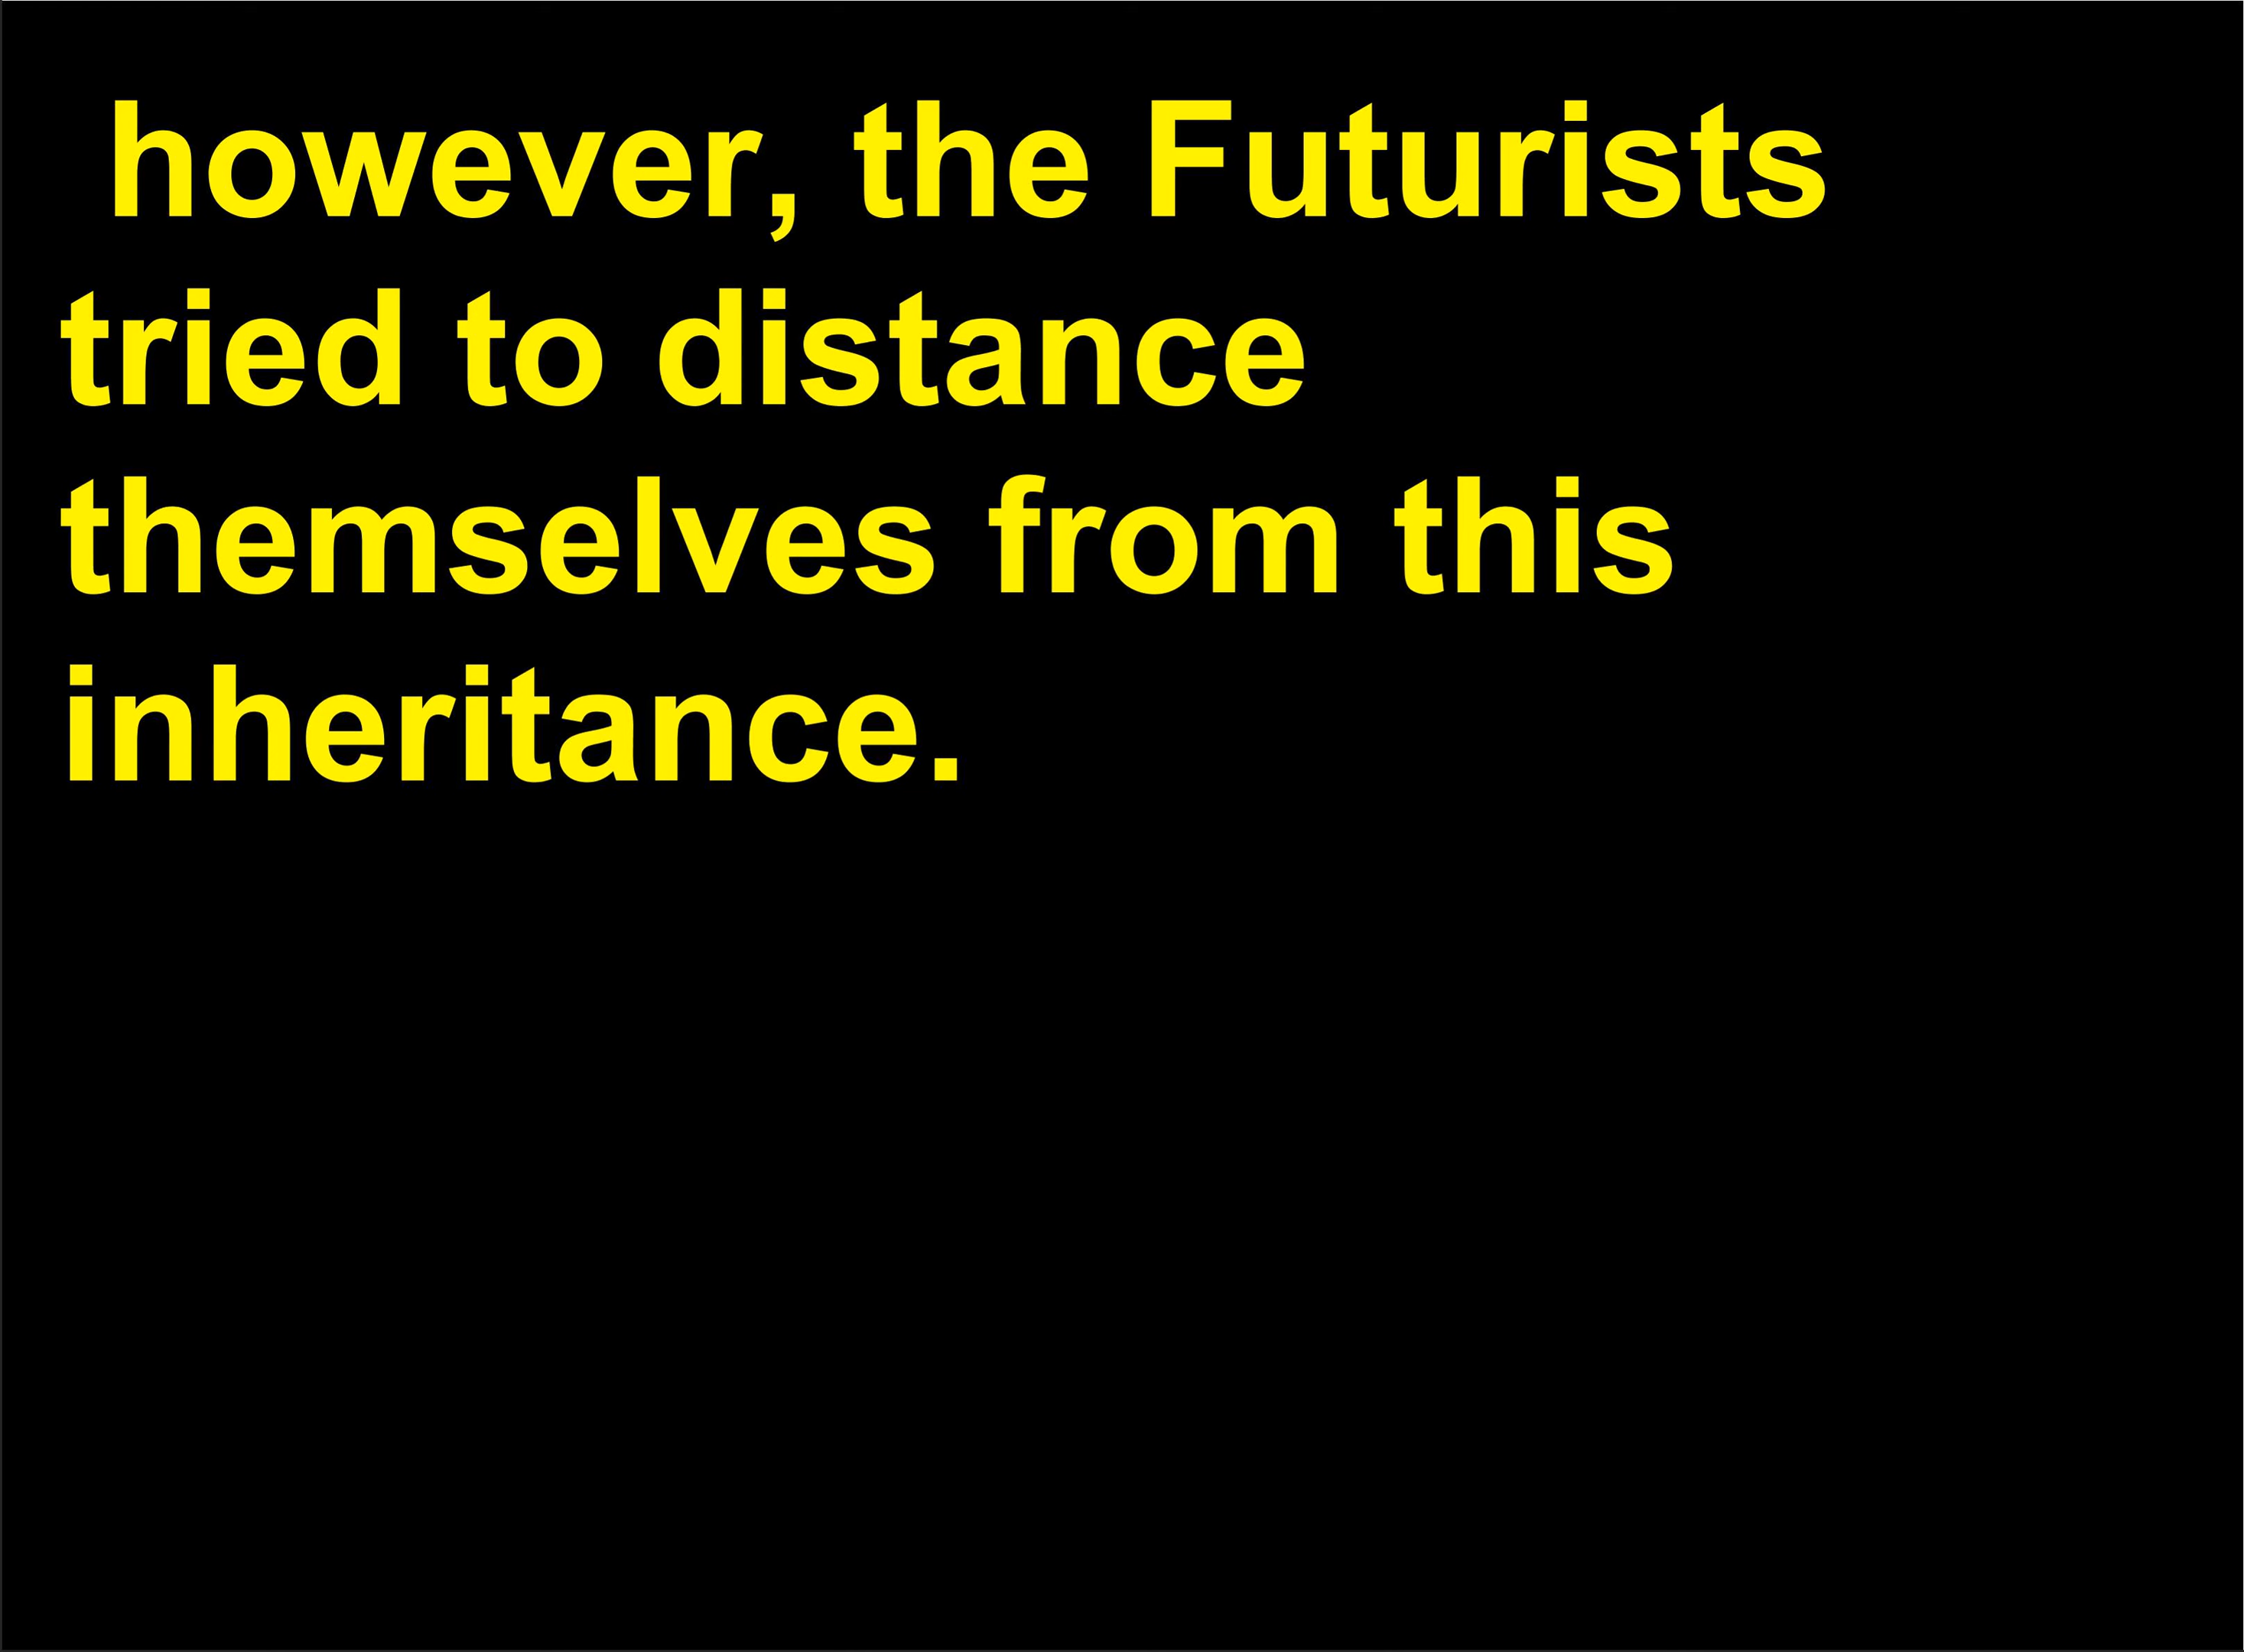 however, the Futurists
tried to distance
themselves from this
inheritance.